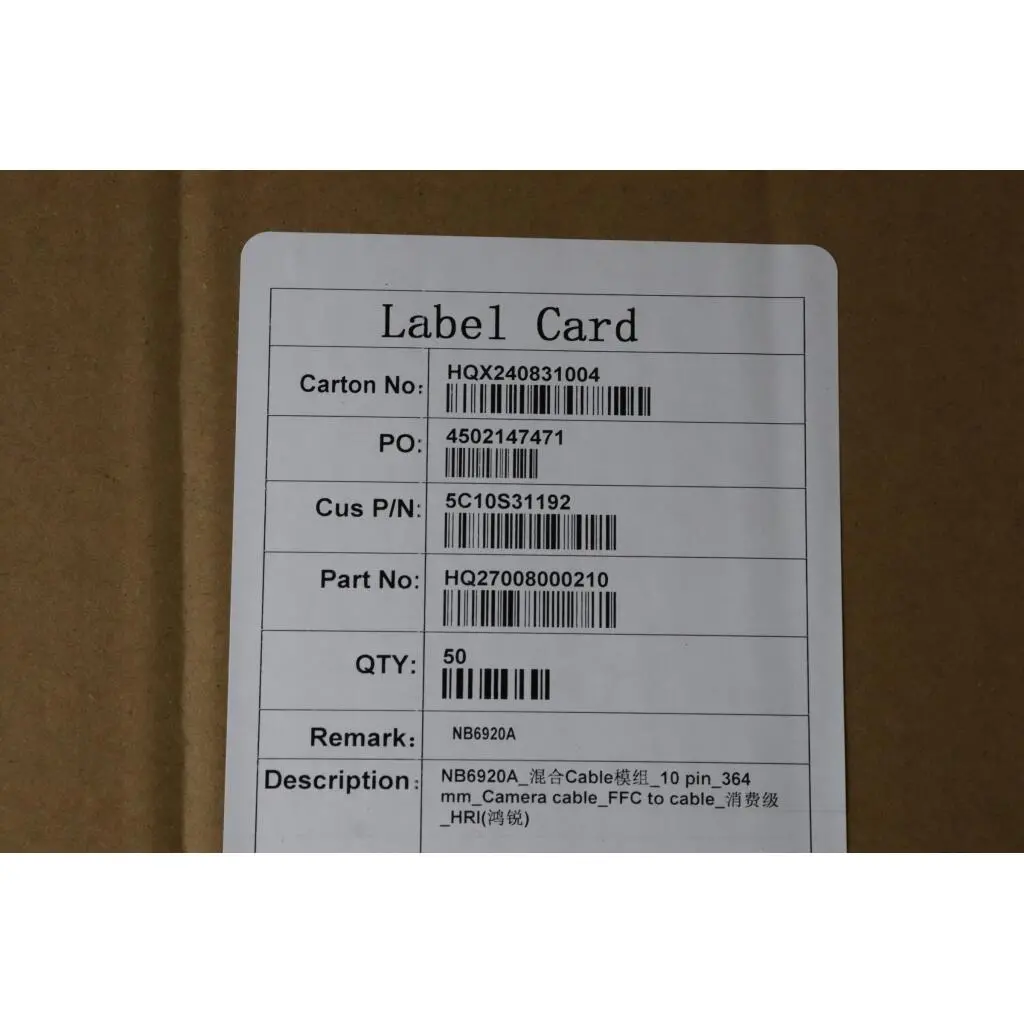 Label Card
Carton No: HQX240831004
PO: 4502147471
Cus P/N: 5C10S31192
Part No: HQ27008000210
QTY: 50
Remark: NB6920A
Description: NB6920A_混合Cable模组_10 pin_364
mm_Camera cable_FFC to cable_消费级
_HRI(鸿锐)